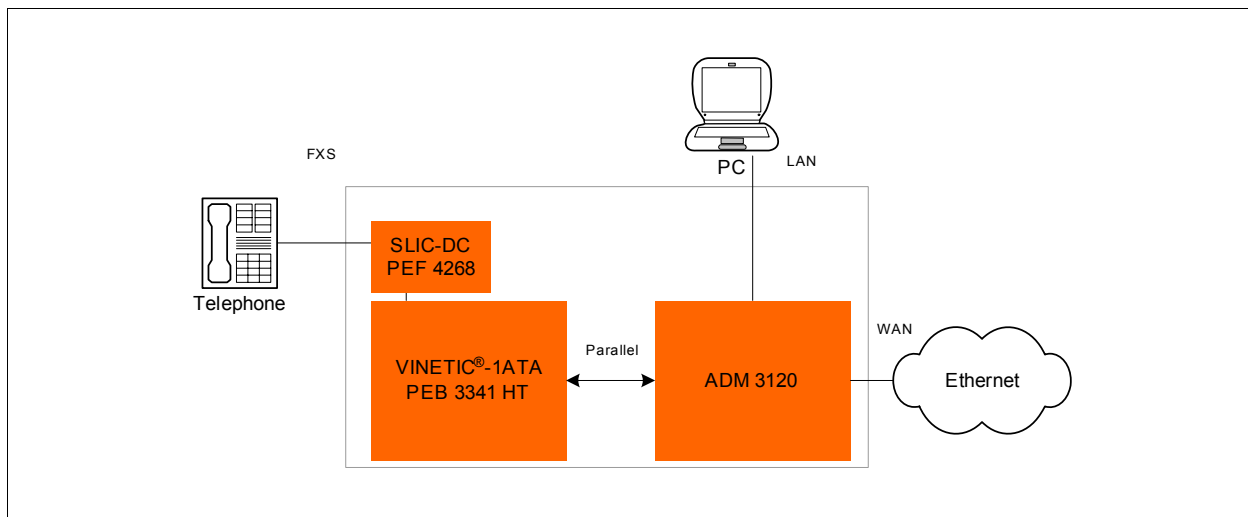 PC
LAN
FXS
SLIC-DC
PEF 4268
Telephone
VINETIC®-1ATA
PEB 3341 HT
Parallel
ADM 3120
WAN
Ethernet